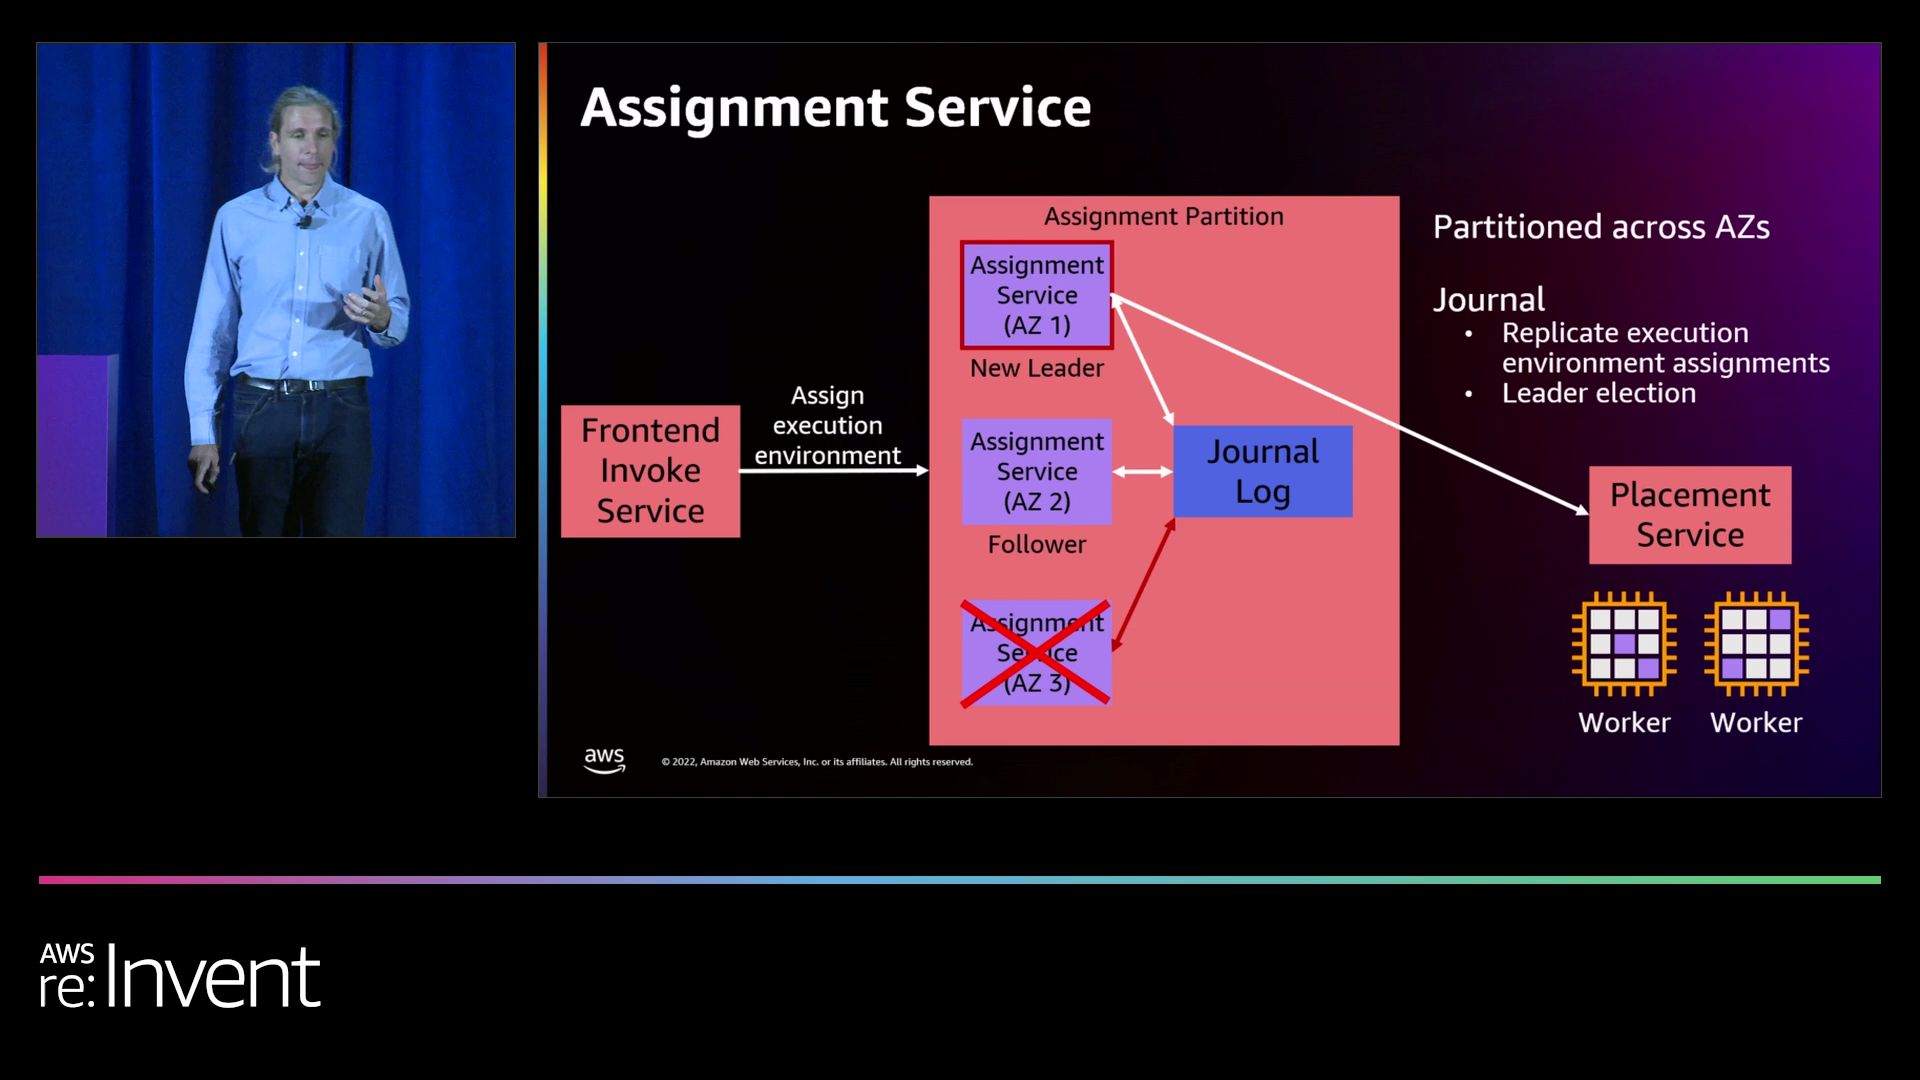 Assignment Service
Assignment Partition
Assignment
Service
(AZ 1)
New Leader
Assign
execution
environment
Frontend
Invoke
Service
Assignment
Service
(AZ 2)
Follower
Journal
Log
Assignment
Service
(AZ 3)
Partitioned across AZs
Journal
• Replicate execution
environment assignments
• Leader election
Placement
Service
Worker
Worker
aws
© 2022, Amazon Web Services, Inc. or its affiliates. All rights reserved.
AWS
re:Invent